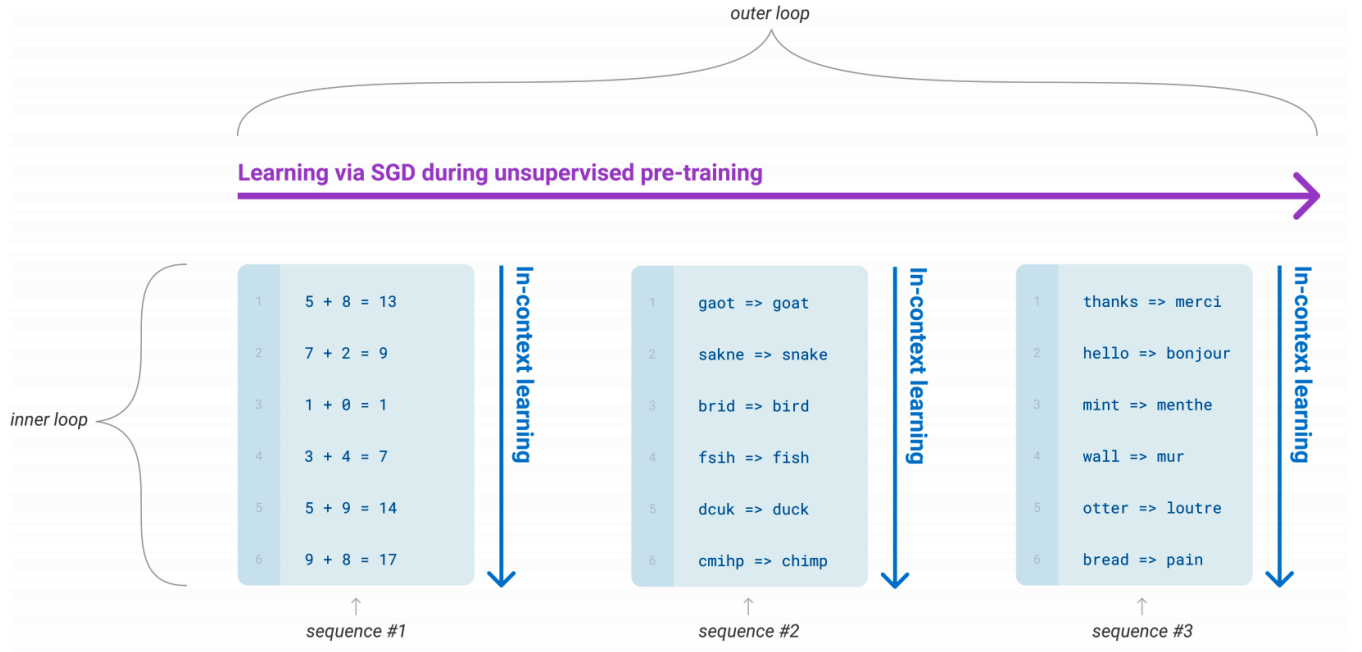 outer loop
Learning via SGD during unsupervised pre-training
inner loop
1 5 + 8 = 13
2 7 + 2 = 9
3 1 + 0 = 1
4 3 + 4 = 7
5 5 + 9 = 14
6 9 + 8 = 17
In-context learning
sequence #1
1 gaot => goat
2 sakne => snake
3 brid => bird
4 fsih => fish
5 dcuk => duck
6 cmihp => chimp
In-context learning
sequence #2
1 thanks => merci
2 hello => bonjour
3 mint => menthe
4 wall => mur
5 otter => loutre
6 bread => pain
In-context learning
sequence #3